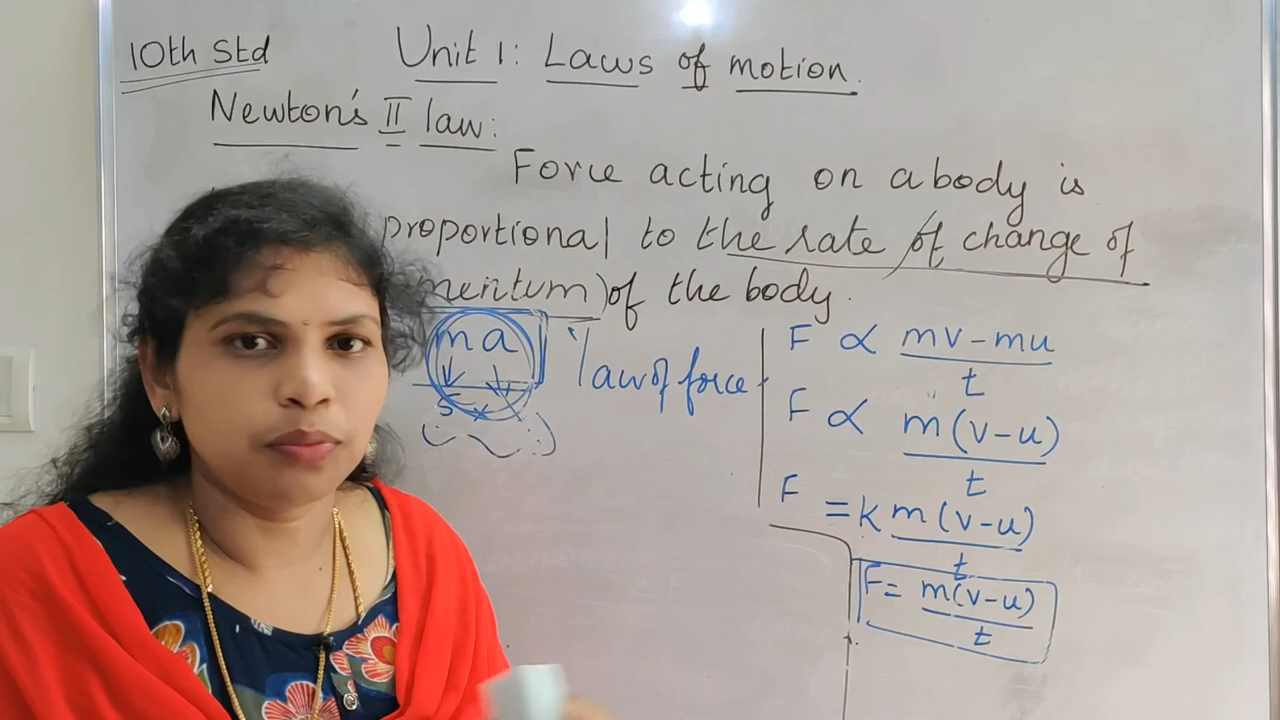 10th Std
Unit 1: Laws of motion.
Newton's II law:
Force acting on a body is
proportional to the rate of change of
mentum) of the body.
ma
5 ×
"law of force
F ∝ mv-mu
t
F ∝ m(v-u)
t
F = k m(v-u)
t
F = m(v-u)
t